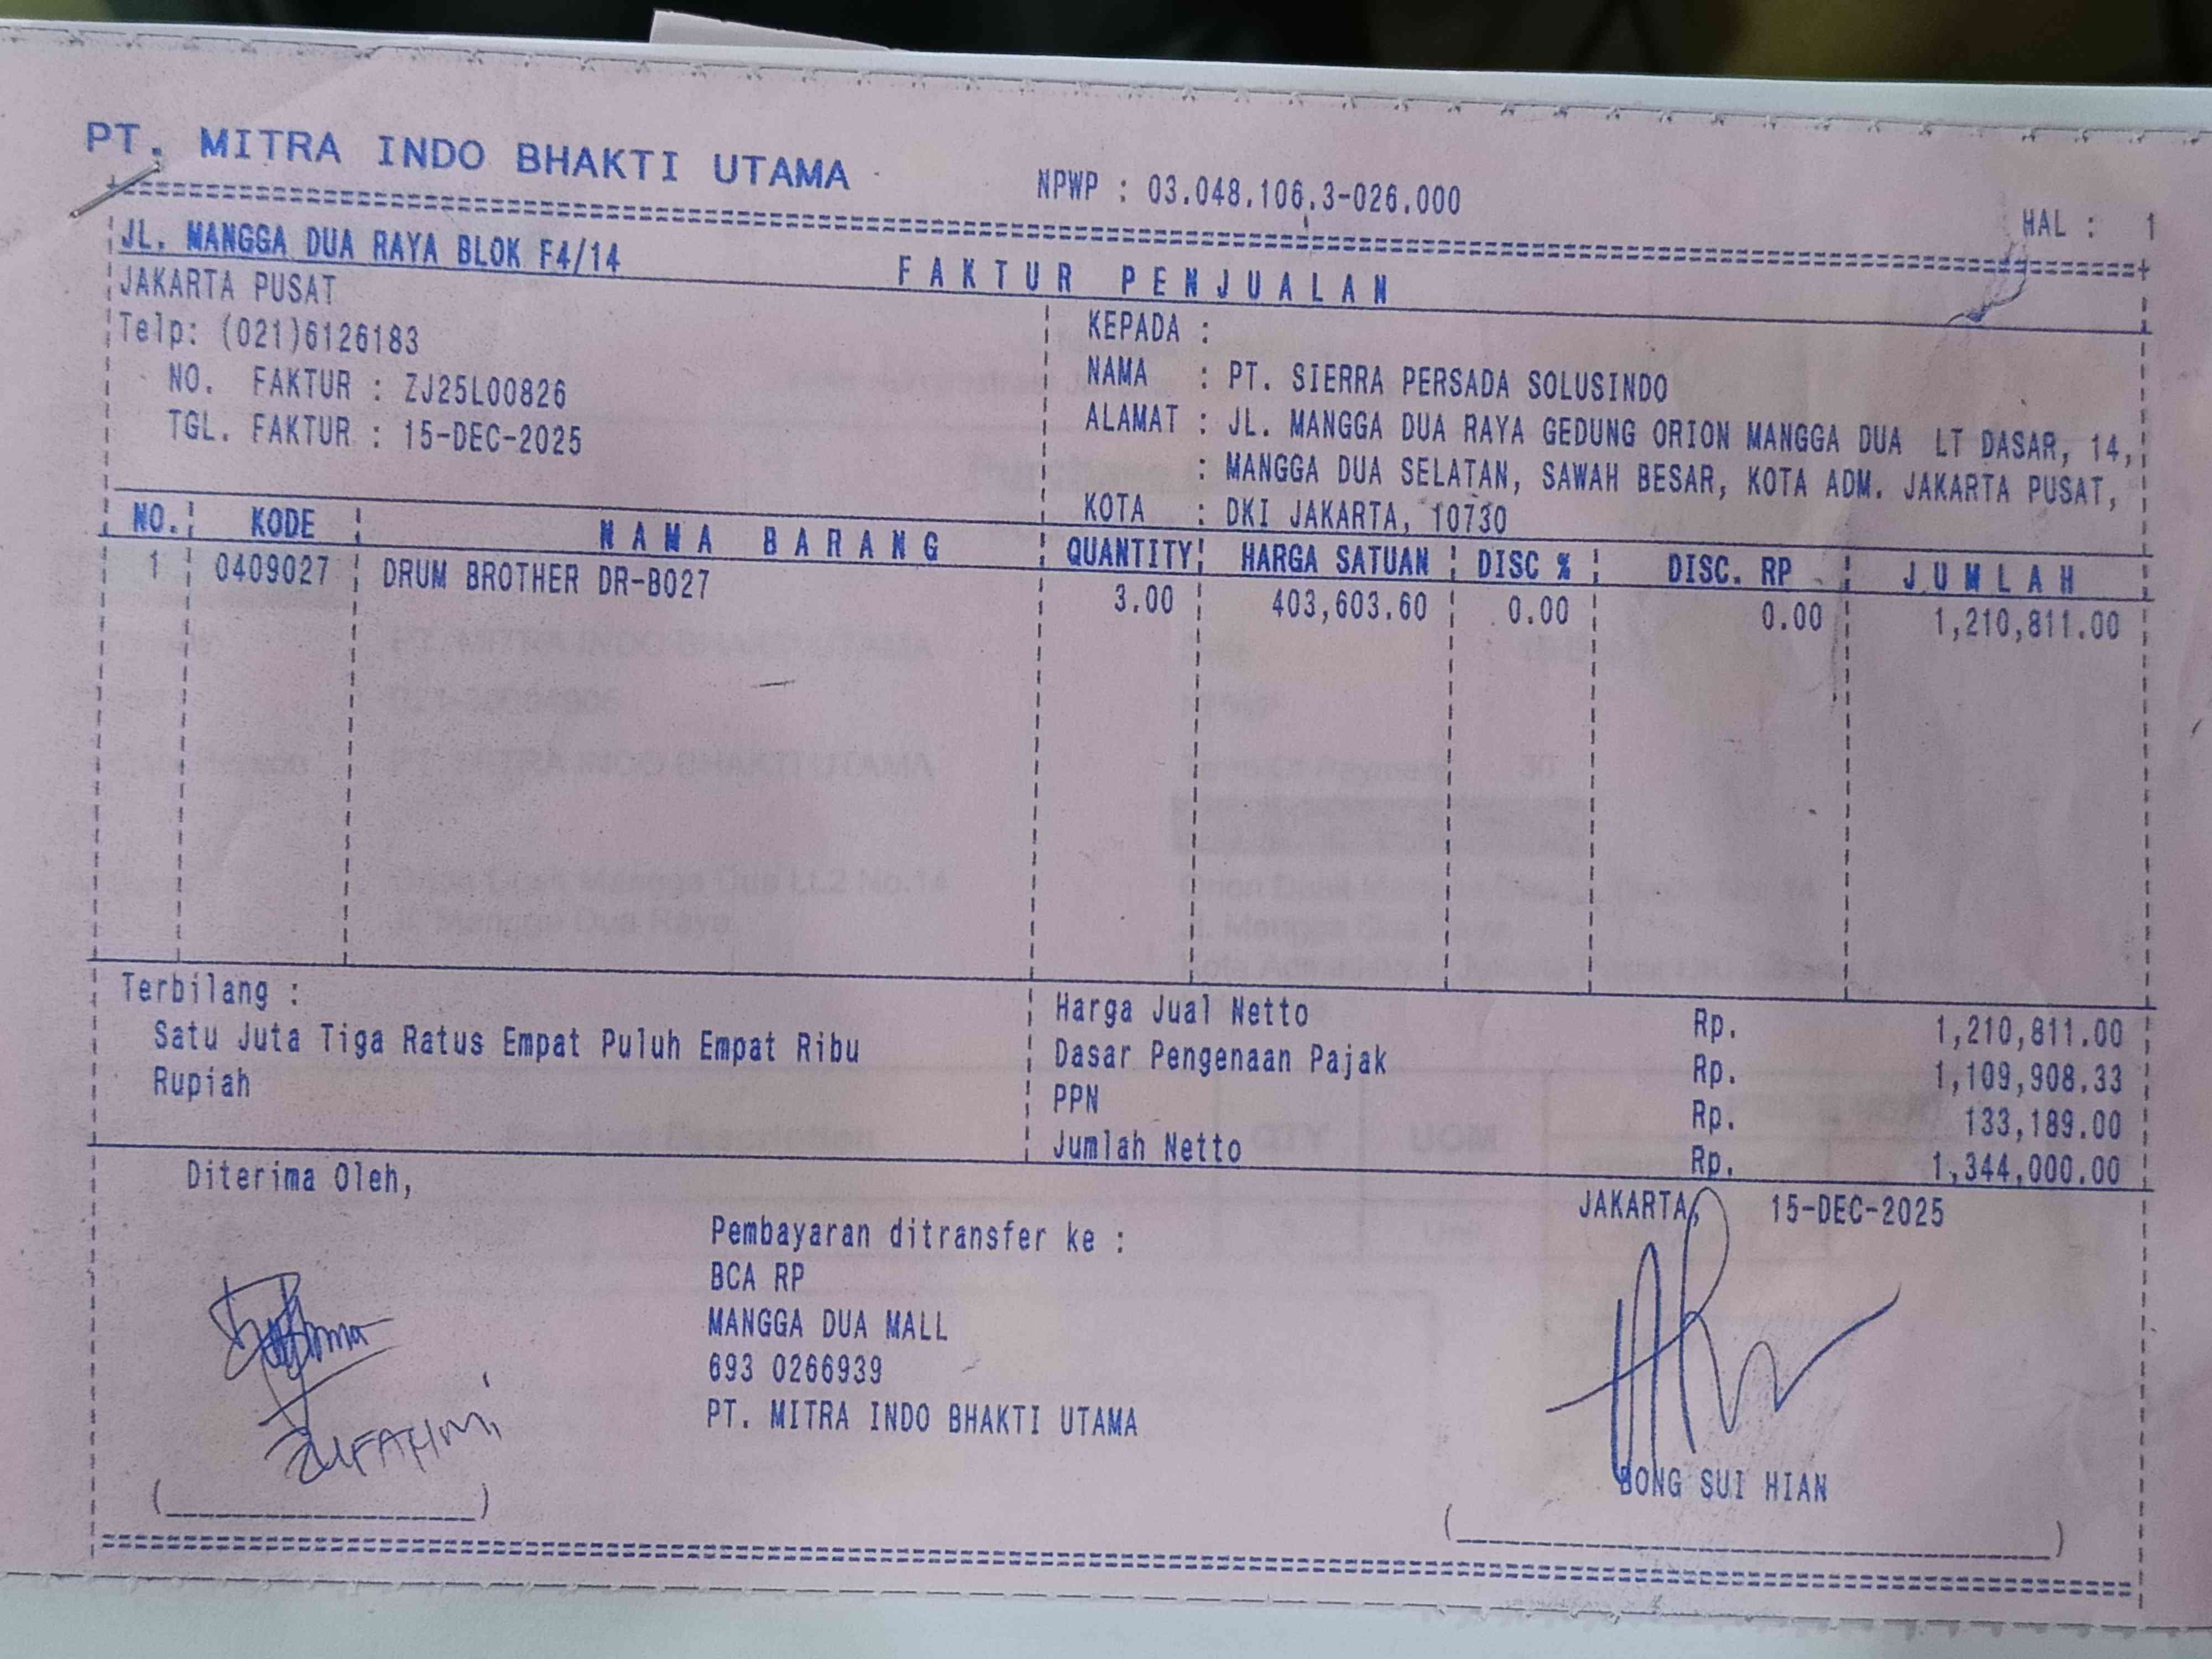 PT. MITRA INDO BHAKTI UTAMA
NPWP : 03.048.106.3-026.000
HAL : 1
JL. MANGGA DUA RAYA BLOK F4/14
FAKTUR PENJUALAN
JAKARTA PUSAT
Telp: (021)6126183
NO. FAKTUR : ZJ25L00826
TGL. FAKTUR : 15-DEC-2025
KEPADA :
NAMA : PT. SIERRA PERSADA SOLUSINDO
ALAMAT : JL. MANGGA DUA RAYA GEDUNG ORION MANGGA DUA LT DASAR, 14,
: MANGGA DUA SELATAN, SAWAH BESAR, KOTA ADM. JAKARTA PUSAT,
KOTA : DKI JAKARTA, 10730
NO. KODE NAMA BARANG QUANTITY HARGA SATUAN DISC % DISC. RP JUMLAH
1 0409027 DRUM BROTHER DR-B027 3.00 403,603.60 0.00 0.00 1,210,811.00
Terbilang :
Satu Juta Tiga Ratus Empat Puluh Empat Ribu
Rupiah
Harga Jual Netto Rp. 1,210,811.00
Dasar Pengenaan Pajak Rp. 1,109,908.33
PPN Rp. 133,189.00
Jumlah Netto Rp. 1,344,000.00
Diterima Oleh,
JAKARTA, 15-DEC-2025
Pembayaran ditransfer ke :
BCA RP
MANGGA DUA MALL
693 0266939
PT. MITRA INDO BHAKTI UTAMA
BONG SUI HIAN